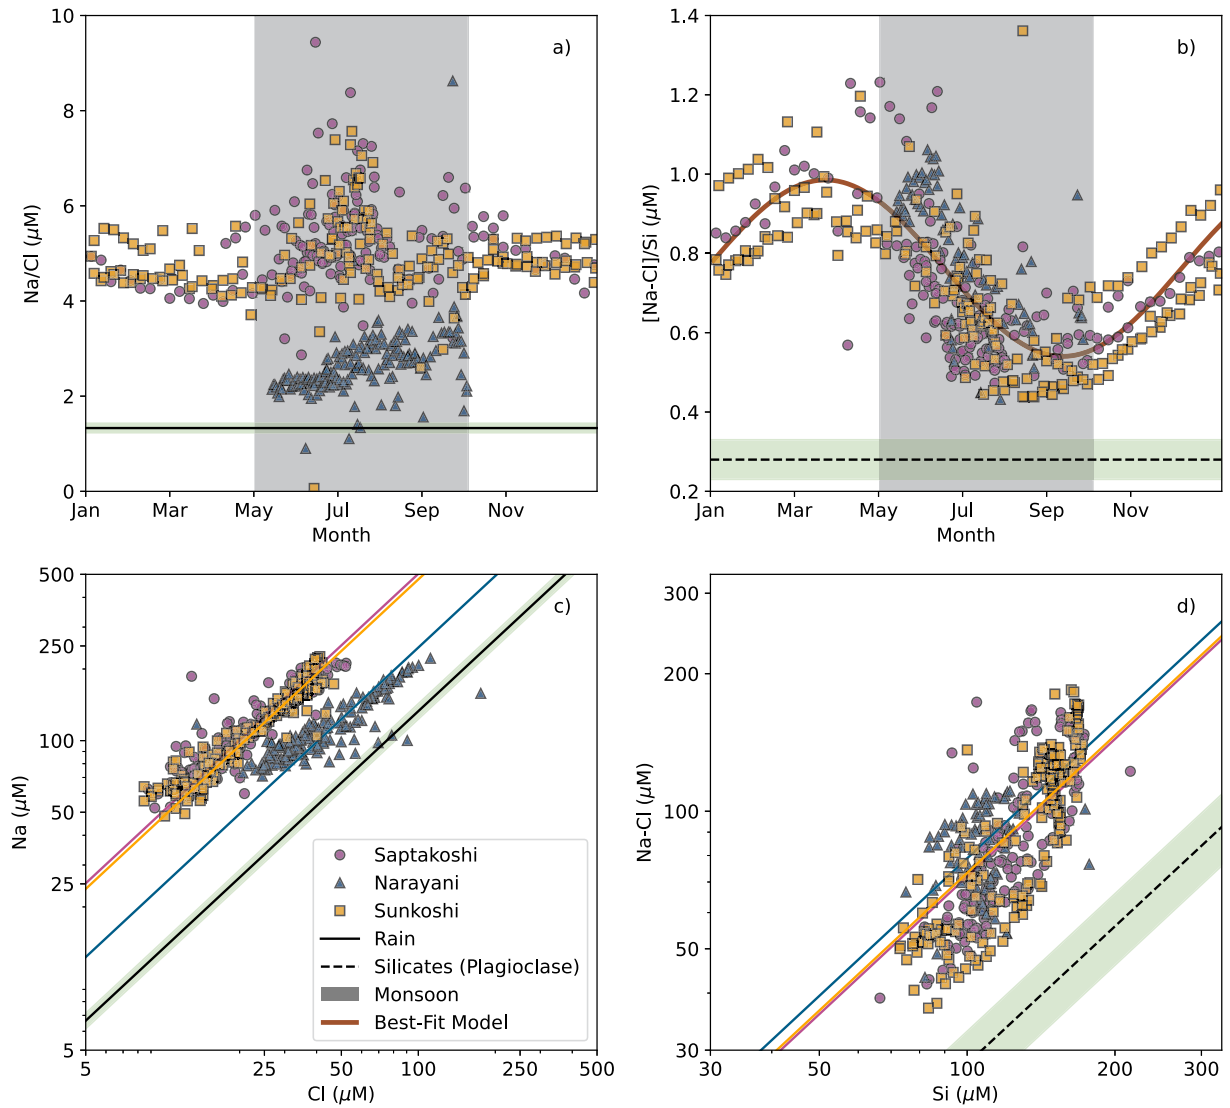 a)
Na/Cl (μM)
10
8
6
4
2
0
Jan Mar May Jul Sep Nov
Month
b)
[Na-Cl]/Si (μM)
1.4
1.2
1.0
0.8
0.6
0.4
0.2
Jan Mar May Jul Sep Nov
Month
c)
Na (μM)
500
250
100
50
25
5
5 25 50 100 500
Cl (μM)
Saptakoshi
Narayani
Sunkoshi
Rain
Silicates (Plagioclase)
Monsoon
Best-Fit Model
d)
Na-Cl (μM)
300
200
100
50
30
30 50 100 200 300
Si (μM)